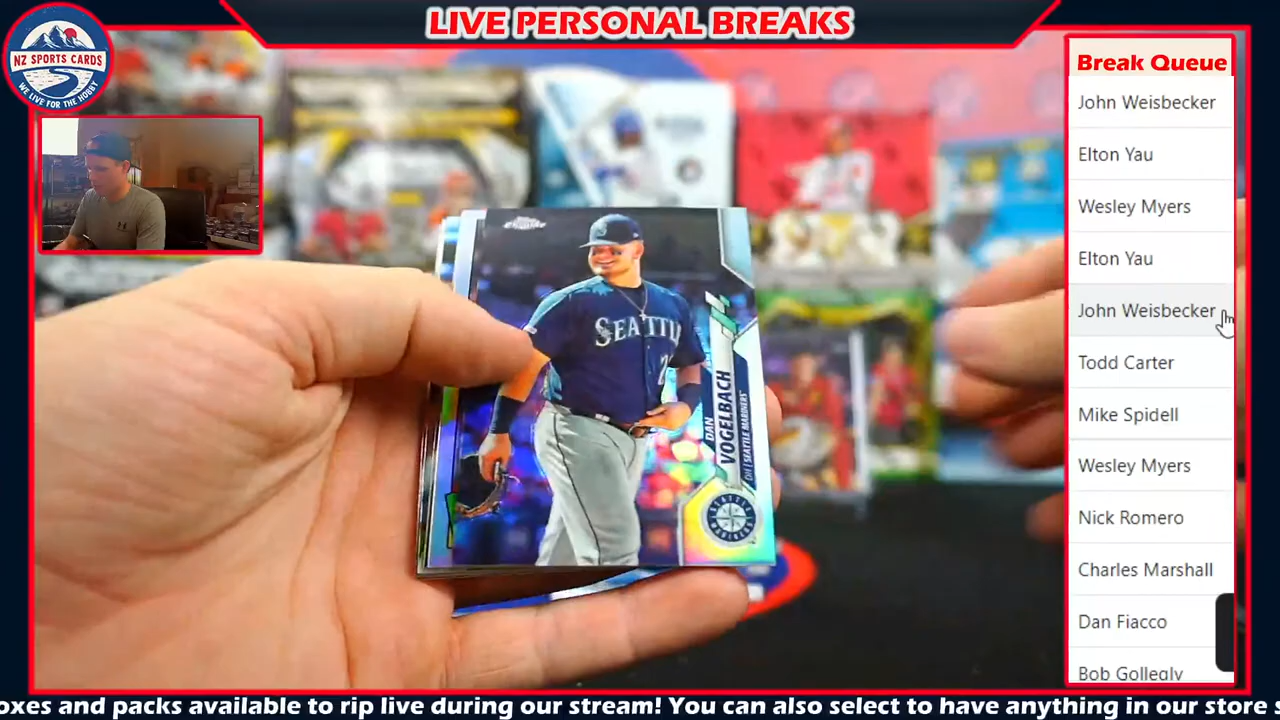 LIVE PERSONAL BREAKS
NZ SPORTS CARDS
WE LIVE FOR THE HOBBY
Break Queue
John Weisbecker
Elton Yau
Wesley Myers
Elton Yau
John Weisbecker
Todd Carter
Mike Spidell
Wesley Myers
Nick Romero
Charles Marshall
Dan Fiacco
Bob Gollegly
SEATTLE
DAN
VOGELBACH
DH | SEATTLE MARINERS
oxes and packs available to rip live during our stream! You can also select to have anything in our store s